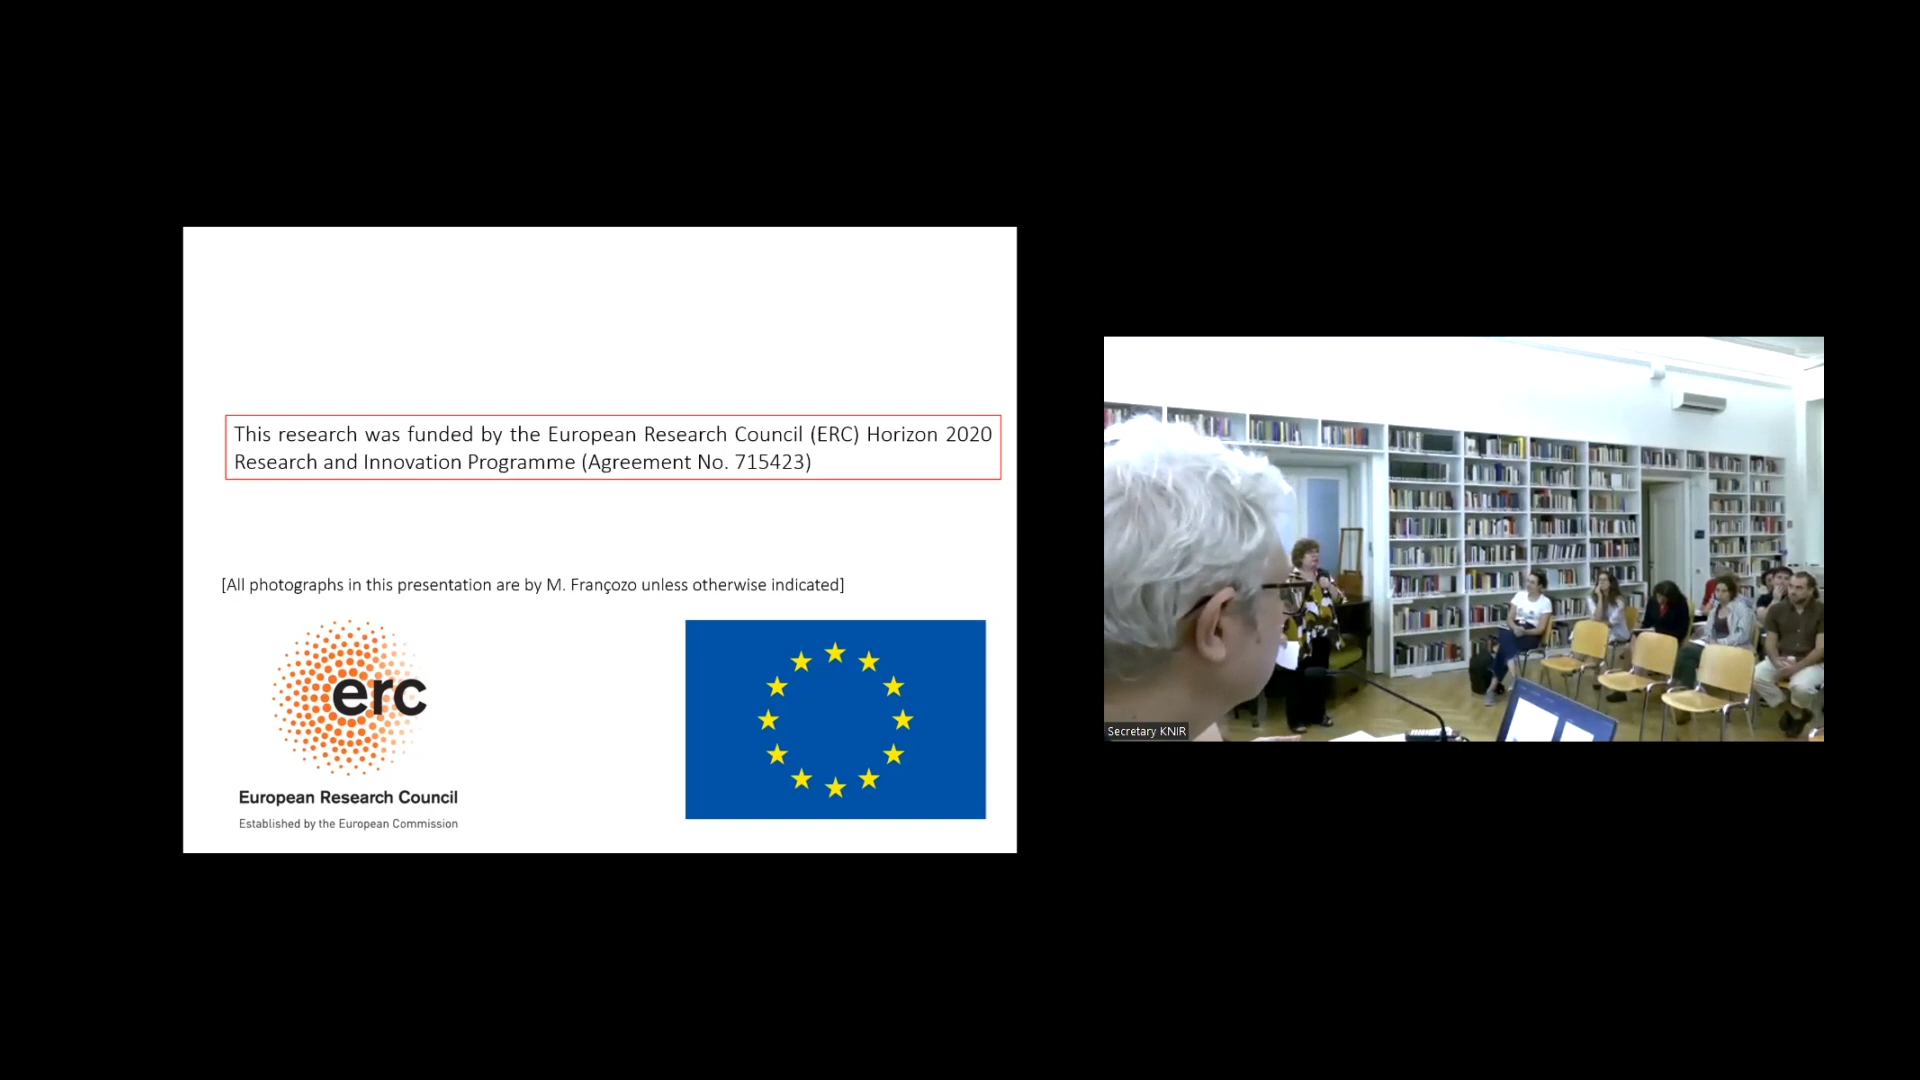 This research was funded by the European Research Council (ERC) Horizon 2020
Research and Innovation Programme (Agreement No. 715423)
[All photographs in this presentation are by M. Françozo unless otherwise indicated]
erc
European Research Council
Established by the European Commission
Secretary KNIR